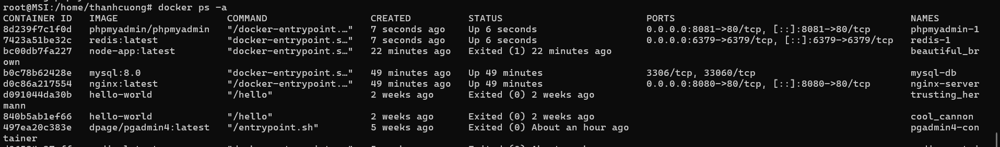 root@MSI:/home/thanhcuong# docker ps -a
CONTAINER ID   IMAGE                   COMMAND                  CREATED          STATUS                      PORTS                                         NAMES
8d239f7c1f0d   phpmyadmin/phpmyadmin   "/docker-entrypoint.…"   7 seconds ago    Up 6 seconds                0.0.0.0:8081->80/tcp, [::]:8081->80/tcp       phpmyadmin-1
7423a51be32c   redis:latest            "docker-entrypoint.s…"   7 seconds ago    Up 6 seconds                0.0.0.0:6379->6379/tcp, [::]:6379->6379/tcp   redis-1
bc00db7fa227   node-app:latest         "docker-entrypoint.s…"   22 minutes ago   Exited (1) 22 minutes ago                                                 beautiful_br
own
b0c78b62428e   mysql:8.0               "docker-entrypoint.s…"   49 minutes ago   Up 49 minutes               3306/tcp, 33060/tcp                           mysql-db
d0c86a217554   nginx:latest            "/docker-entrypoint.…"   49 minutes ago   Up 49 minutes               0.0.0.0:8080->80/tcp, [::]:8080->80/tcp       nginx-server
d091044da30b   hello-world             "/hello"                 2 weeks ago      Exited (0) 2 weeks ago                                                    trusting_her
mann
840b5ab1ef66   hello-world             "/hello"                 2 weeks ago      Exited (0) 2 weeks ago                                                    cool_cannon
497ea20c383e   dpage/pgadmin4:latest   "/entrypoint.sh"         5 weeks ago      Exited (0) About an hour ago                                              pgadmin4-con
tainer